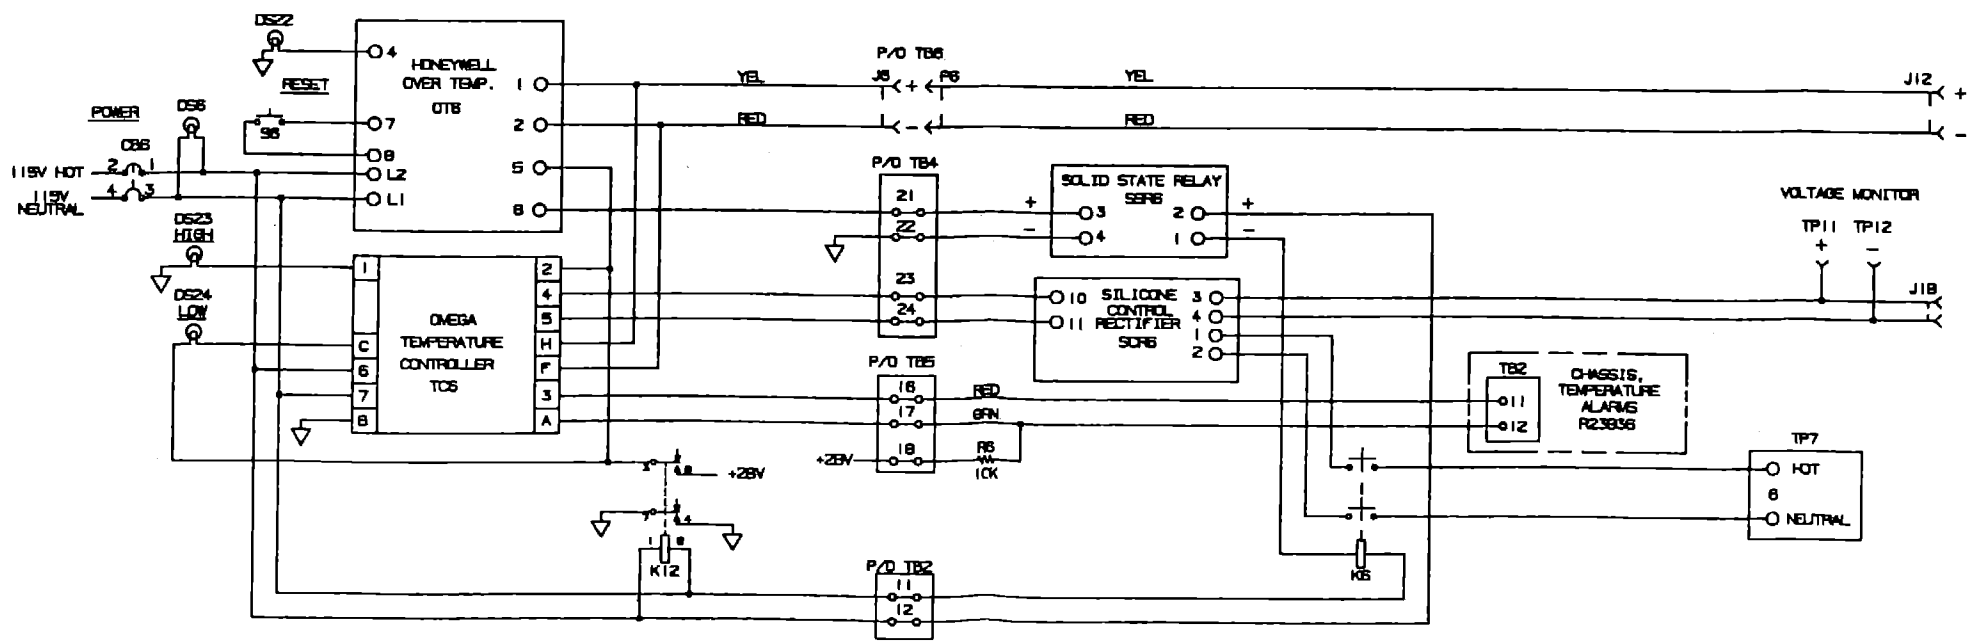 DS22
4
HONEYWELL
OVER TEMP.
OT6
1
2
5
6
7
8
L2
L1
RESET
S6
POWER
DS6
CB6
115V HOT
2
1
115V
NEUTRAL
4
3
DS23
HIGH
DS24
LOW
1
C
6
7
B
OMEGA
TEMPERATURE
CONTROLLER
TC6
2
4
5
H
F
3
A
YEL
RED
P/O TB6
J6
+
P6
-
YEL
RED
J12
+
-
P/O TB4
21
22
23
24
+
-
SOLID STATE RELAY
SSR6
3
4
2
1
+
-
10
11
SILICONE
CONTROL
RECTIFIER
SCR6
3
4
1
2
VOLTAGE MONITOR
TP11
TP12
+
-
J18
P/O TB5
16
17
18
RED
GRN
+28V
R6
10K
TB2
11
12
CHASSIS,
TEMPERATURE
ALARMS
R23936
TP7
HOT
6
NEUTRAL
+28V
7
4
1
8
K12
P/O TB2
11
12
K6